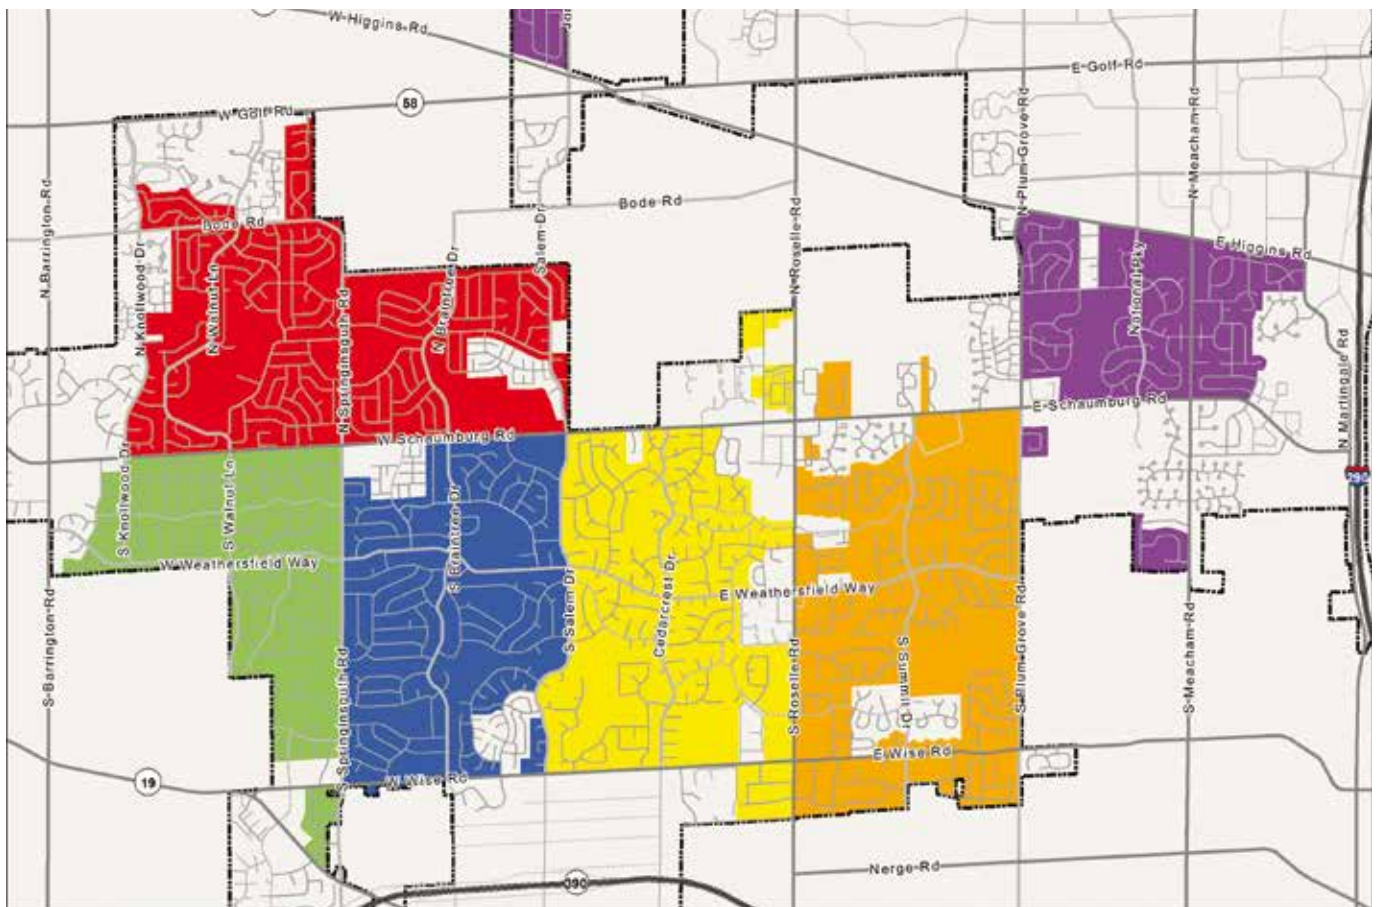 W Higgins Rd
E Golf Rd
58
W Golf Rd
N Barrington Rd
N Plum Grove Rd
N Meacham Rd
Bode Rd
Bode Rd
N Roselle Rd
Salem Dr
N Knollwood Dr
N Walnut Ln
N Braintree Dr
National Pky
E Higgins Rd
N Springinsguth Rd
N Martingale Rd
E Schaumburg Rd
W Schaumburg Rd
S Knollwood Dr
S Walnut Ln
S Braintree Dr
290
W Weathersfield Way
E Weathersfield Way
S Barrington Rd
S Salem Dr
Cedarcrest Dr
S Plum Grove Rd
S Meacham Rd
S Springinsguth Rd
S Roselle Rd
S Summit Dr
E Wise Rd
W Wise Rd
19
Nerge Rd
390